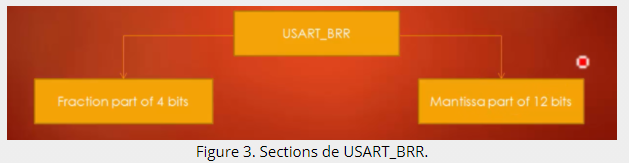 USART_BRR
Fraction part of 4 bits
Mantissa part of 12 bits
Figure 3. Sections de USART_BRR.